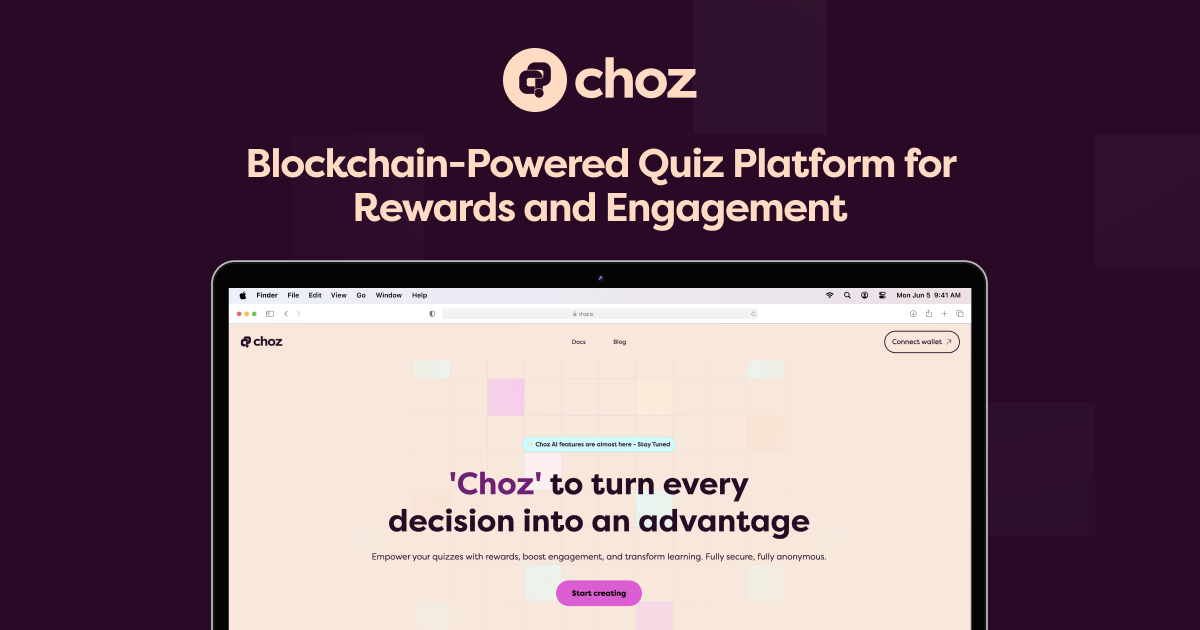 choz
Blockchain-Powered Quiz Platform for
Rewards and Engagement
Finder File Edit View Go Window Help Mon Jun 5 9:41 AM
choz Docs Blog Connect wallet
Choz AI features are almost here - Stay Tuned
'Choz' to turn every
decision into an advantage
Empower your quizzes with rewards, boost engagement, and transform learning. Fully secure, fully anonymous.
Start creating